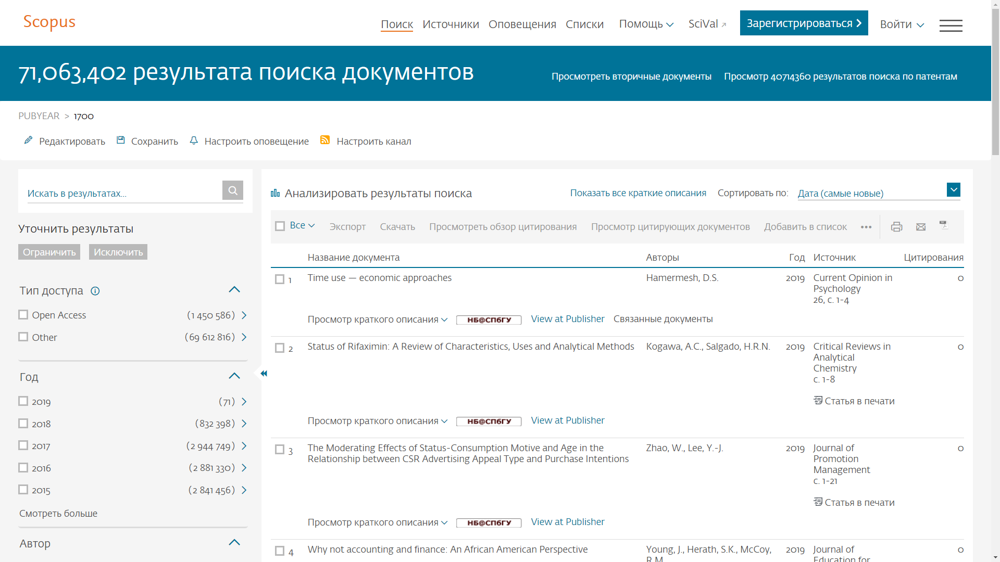 Scopus
Поиск Источники Оповещения Списки Помощь SciVal Зарегистрироваться Войти
71,063,402 результата поиска документов
Просмотреть вторичные документы Просмотр 40714360 результатов поиска по патентам
PUBYEAR > 1700
Редактировать Сохранить Настроить оповещение Настроить канал
Искать в результатах...
Уточнить результаты
Ограничить Исключить
Тип доступа
Open Access (1 450 586)
Other (69 612 816)
Год
2019 (71)
2018 (832 398)
2017 (2 944 749)
2016 (2 881 330)
2015 (2 841 456)
Смотреть больше
Автор
Анализировать результаты поиска Показать все краткие описания Сортировать по: Дата (самые новые)
Все Экспорт Скачать Просмотреть обзор цитирования Просмотр цитирующих документов Добавить в список •••
Название документа Авторы Год Источник Цитирования
1 Time use — economic approaches Hamermesh, D.S. 2019 Current Opinion in 0
Psychology
26, с. 1-4
Просмотр краткого описания НБ@СПбГУ View at Publisher Связанные документы
2 Status of Rifaximin: A Review of Characteristics, Uses and Analytical Methods Kogawa, A.C., Salgado, H.R.N. 2019 Critical Reviews in 0
Analytical
Chemistry
с. 1-8
Статья в печати
Просмотр краткого описания НБ@СПбГУ View at Publisher
3 The Moderating Effects of Status-Consumption Motive and Age in the Zhao, W., Lee, Y.-J. 2019 Journal of 0
Relationship between CSR Advertising Appeal Type and Purchase Intentions Promotion
Management
с. 1-21
Статья в печати
Просмотр краткого описания НБ@СПбГУ View at Publisher
4 Why not accounting and finance: An African American Perspective Young, J., Herath, S.K., McCoy, 2019 Journal of 0
R.M. Education for